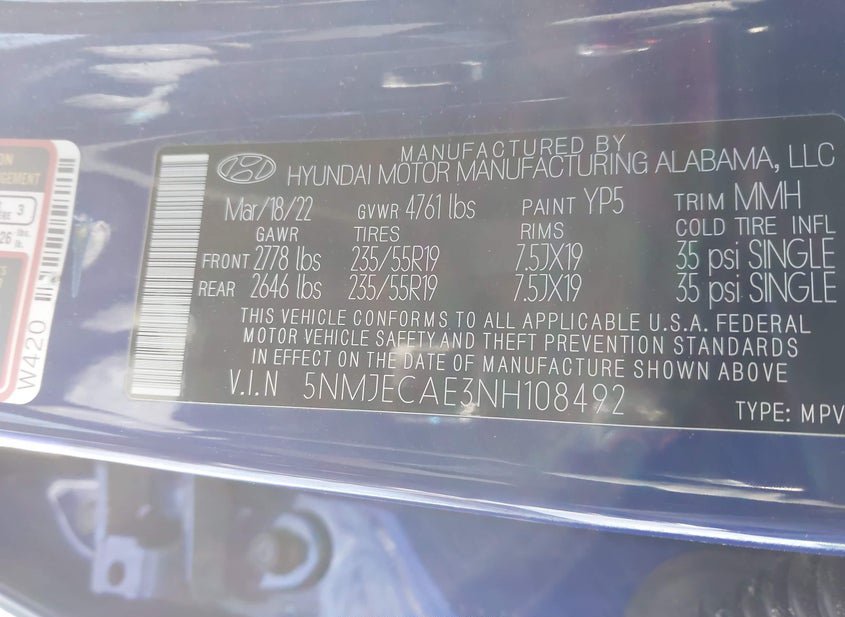 MANUFACTURED BY
HYUNDAI MOTOR MANUFACTURING ALABAMA, LLC
Mar/18/22 GVWR 4761 lbs PAINT YP5 TRIM MMH
GAWR TIRES RIMS COLD TIRE INFL
FRONT 2778 lbs 235/55R19 7.5JX19 35 psi SINGLE
REAR 2646 lbs 235/55R19 7.5JX19 35 psi SINGLE
THIS VEHICLE CONFORMS TO ALL APPLICABLE U.S.A. FEDERAL
MOTOR VEHICLE SAFETY AND THEFT PREVENTION STANDARDS
IN EFFECT ON THE DATE OF MANUFACTURE SHOWN ABOVE
V.I.N 5NMJECAE3NH108492
TYPE: MPV
W420
3
26 lbs.